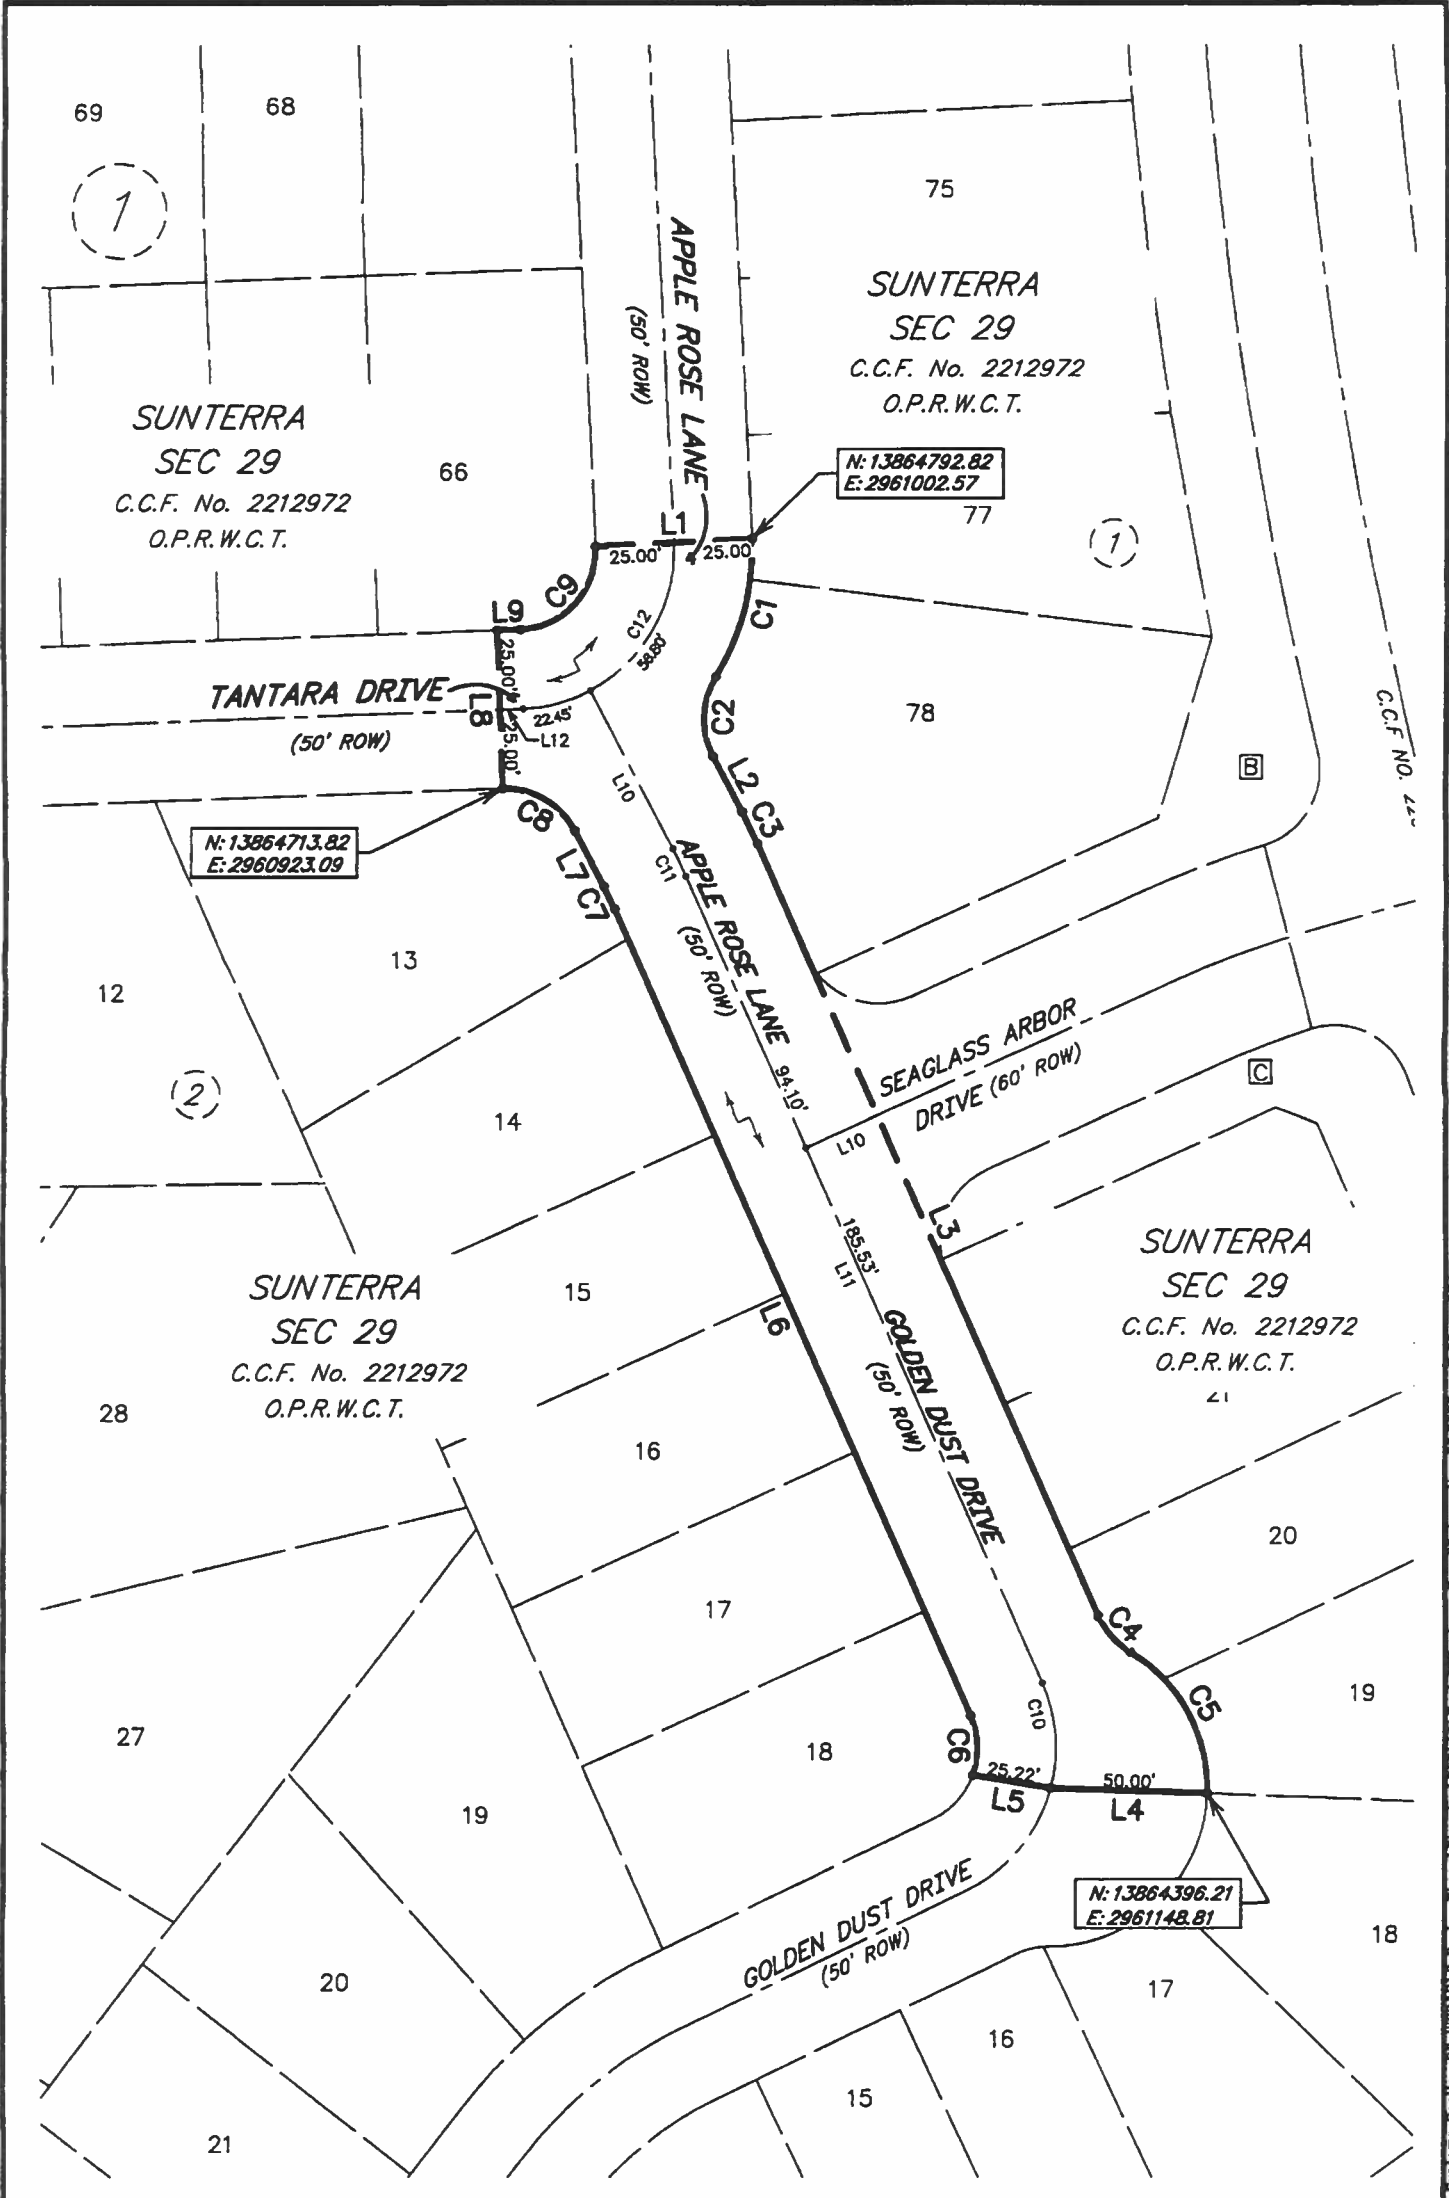 69
68
1
75
APPLE ROSE LANE
(50' ROW)
SUNTERRA
SEC 29
C.C.F. No. 2212972
O.P.R.W.C.T.
SUNTERRA
SEC 29
C.C.F. No. 2212972
O.P.R.W.C.T.
66
N: 13864792.82
E: 2961002.57
77
1
L1
25.00'
25.00'
C9
L9
C12
58.80'
C1
25.00'
TANTARA DRIVE
(50' ROW)
L8
22.45'
L12
25.00'
C2
78
L2
C3
B
C.C.F NO.
L10
C8
N: 13864713.82
E: 2960923.09
L7
C7
C11
APPLE ROSE LANE
(50' ROW)
13
12
94.10'
SEAGLASS ARBOR
DRIVE (60' ROW)
C
2
14
L10
L3
185.53'
L11
SUNTERRA
SEC 29
C.C.F. No. 2212972
O.P.R.W.C.T.
SUNTERRA
SEC 29
C.C.F. No. 2212972
O.P.R.W.C.T.
15
L6
GOLDEN DUST DRIVE
(50' ROW)
21
28
16
20
17
C4
C5
19
C10
27
18
C6
25.22'
L5
50.00'
L4
19
N: 13864396.21
E: 2961148.81
GOLDEN DUST DRIVE
(50' ROW)
18
20
17
16
15
21